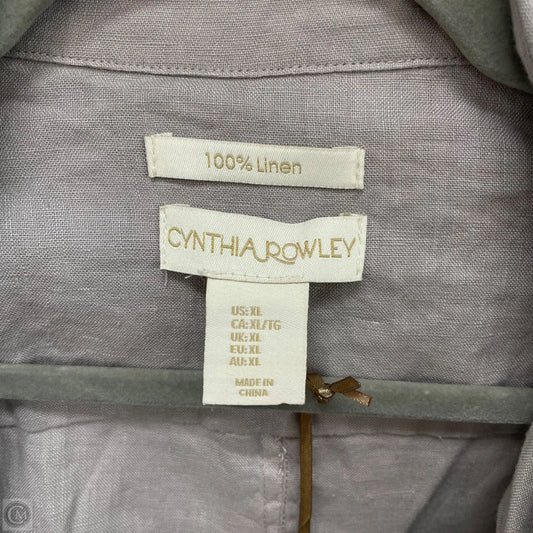 100% Linen
CYNTHIA ROWLEY
US:XL
CA:XL/TG
UK:XL
EU:XL
AU:XL
MADE IN
CHINA